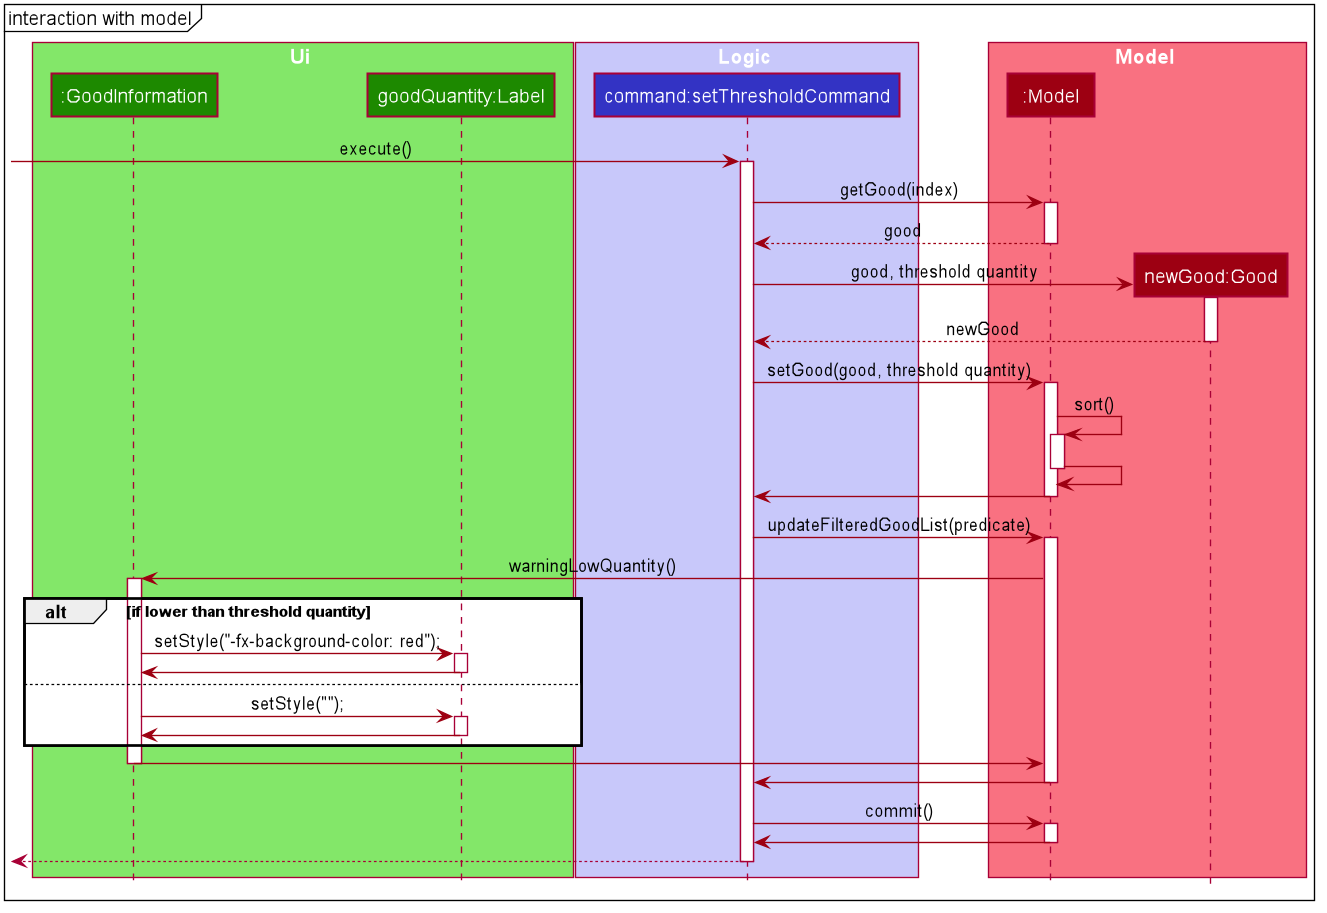 interaction with model
Ui
Logic
Model
:GoodInformation
goodQuantity:Label
command:setThresholdCommand
:Model
execute()
getGood(index)
good
good, threshold quantity
newGood:Good
newGood
setGood(good, threshold quantity)
sort()
updateFilteredGoodList(predicate)
warningLowQuantity()
alt
[if lower than threshold quantity]
setStyle("-fx-background-color: red");
setStyle("");
commit()